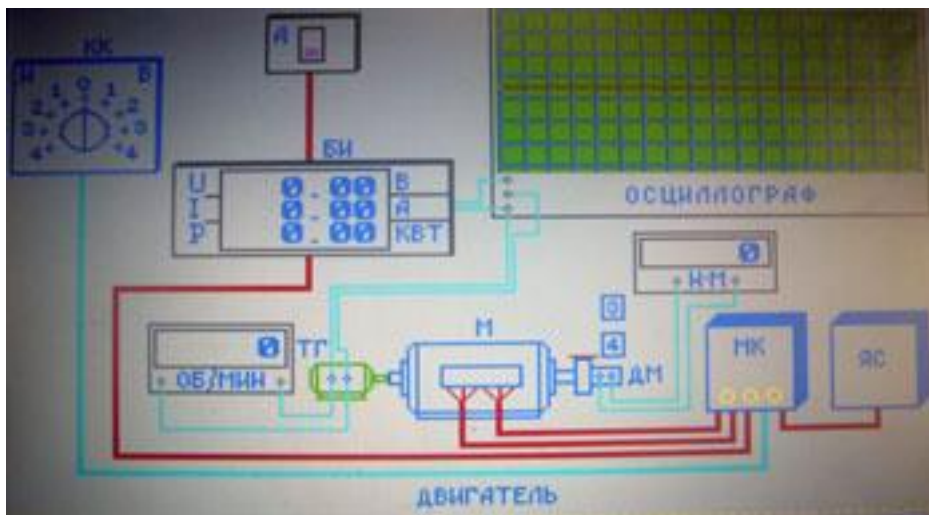 КК
А
Н 0 В
1 1
2 2
3 3
4 4
БИ
U 0.00 В
I 0.00 А
P 0.00 КВТ
ОСЦИЛЛОГРАФ
0
Н·М
М
4
0 ТГ
ОБ/МИН
ДМ
МК
ЯС
ДВИГАТЕЛЬ